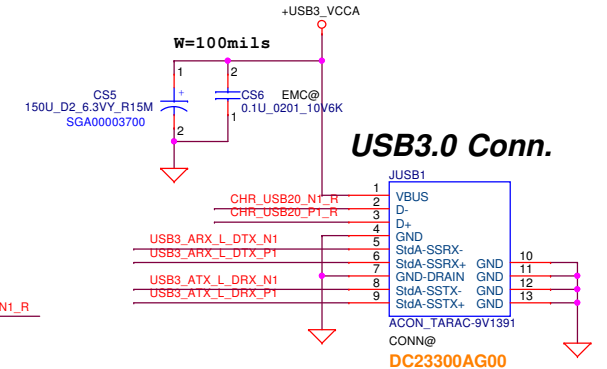 +USB3_VCCA
W=100mils
1
2
+
CS5
CS6
EMC@
150U_D2_6.3VY_R15M
0.1U_0201_10V6K
SGA00003700
1
2
USB3.0 Conn.
JUSB1
1
VBUS
CHR_USB20_N1_R
2
D-
CHR_USB20_P1_R
3
D+
4
GND
USB3_ARX_L_DTX_N1
5
StdA-SSRX-
USB3_ARX_L_DTX_P1
6
StdA-SSRX+
GND
10
7
GND-DRAIN
GND
11
USB3_ATX_L_DRX_N1
8
StdA-SSTX-
GND
12
USB3_ATX_L_DRX_P1
9
StdA-SSTX+
GND
13
N1_R
ACON_TARAC-9V1391
CONN@
DC23300AG00